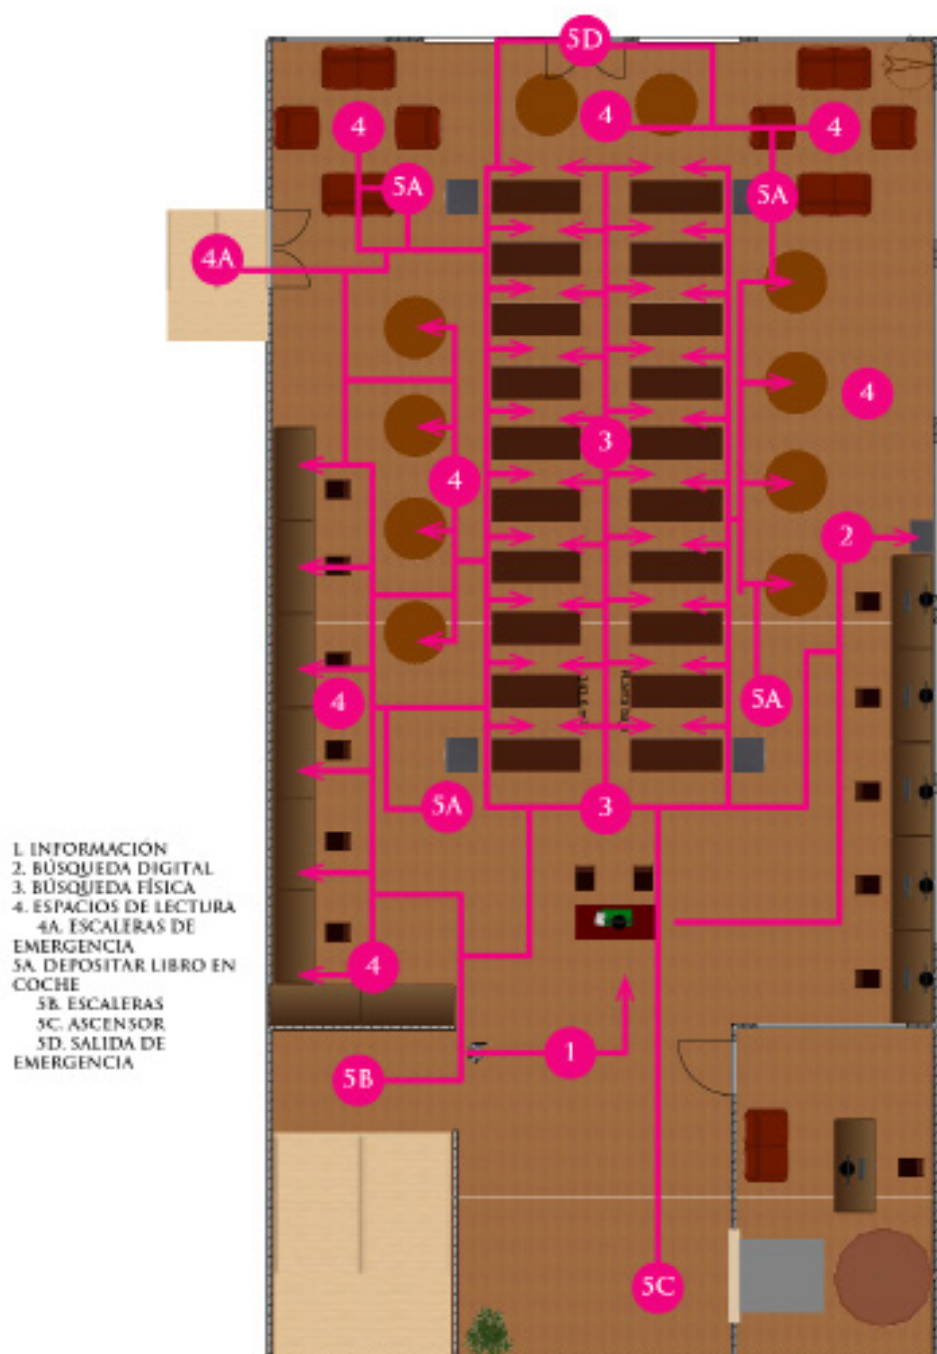 5D
4
4
4
5A
5A
4A
4
3
4
2
4
5A
5A
3
1. INFORMACIÓN
2. BÚSQUEDA DIGITAL
3. BÚSQUEDA FÍSICA
4. ESPACIOS DE LECTURA
4A. ESCALERAS DE
EMERGENCIA
5A. DEPOSITAR LIBRO EN
COCHE
5B. ESCALERAS
5C. ASCENSOR
5D. SALIDA DE
EMERGENCIA
4
1
5B
5C